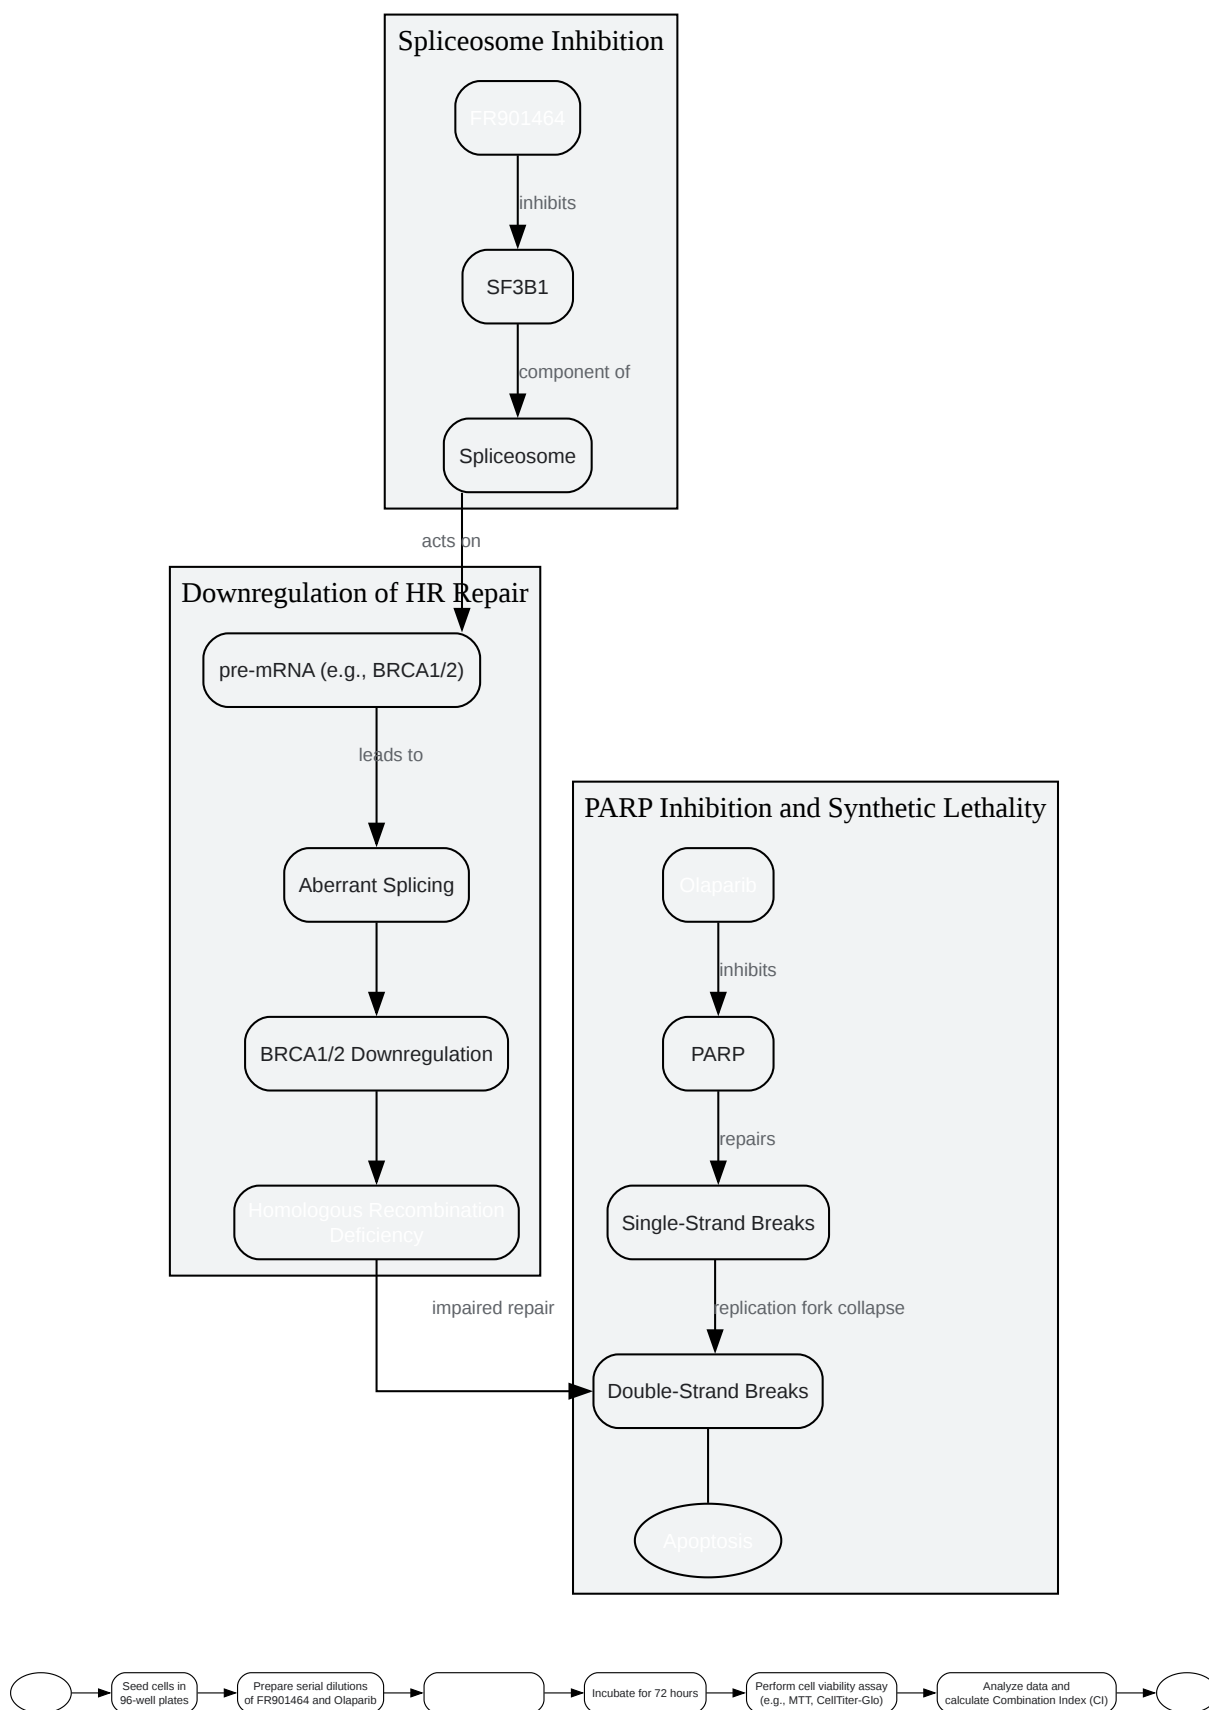 Spliceosome Inhibition
FR901464
inhibits
SF3B1
component of
Spliceosome
acts on
Downregulation of HR Repair
pre-mRNA (e.g., BRCA1/2)
leads to
Aberrant Splicing
BRCA1/2 Downregulation
Homologous Recombination
Deficiency
impaired repair
PARP Inhibition and Synthetic Lethality
Olaparib
inhibits
PARP
repairs
Single-Strand Breaks
replication fork collapse
Double-Strand Breaks
Apoptosis
Seed cells in
96-well plates
Prepare serial dilutions
of FR901464 and Olaparib
Incubate for 72 hours
Perform cell viability assay
(e.g., MTT, CellTiter-Glo)
Analyze data and
calculate Combination Index (CI)